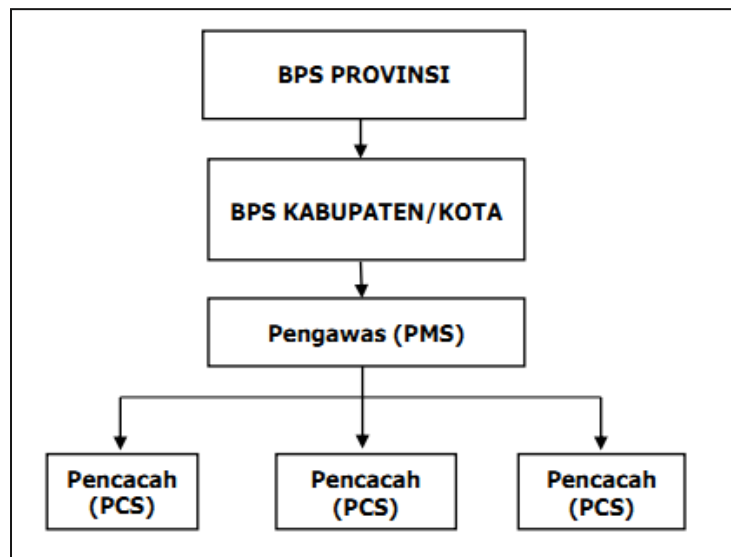 BPS PROVINSI
BPS KABUPATEN/KOTA
Pengawas (PMS)
Pencacah
(PCS)
Pencacah
(PCS)
Pencacah
(PCS)